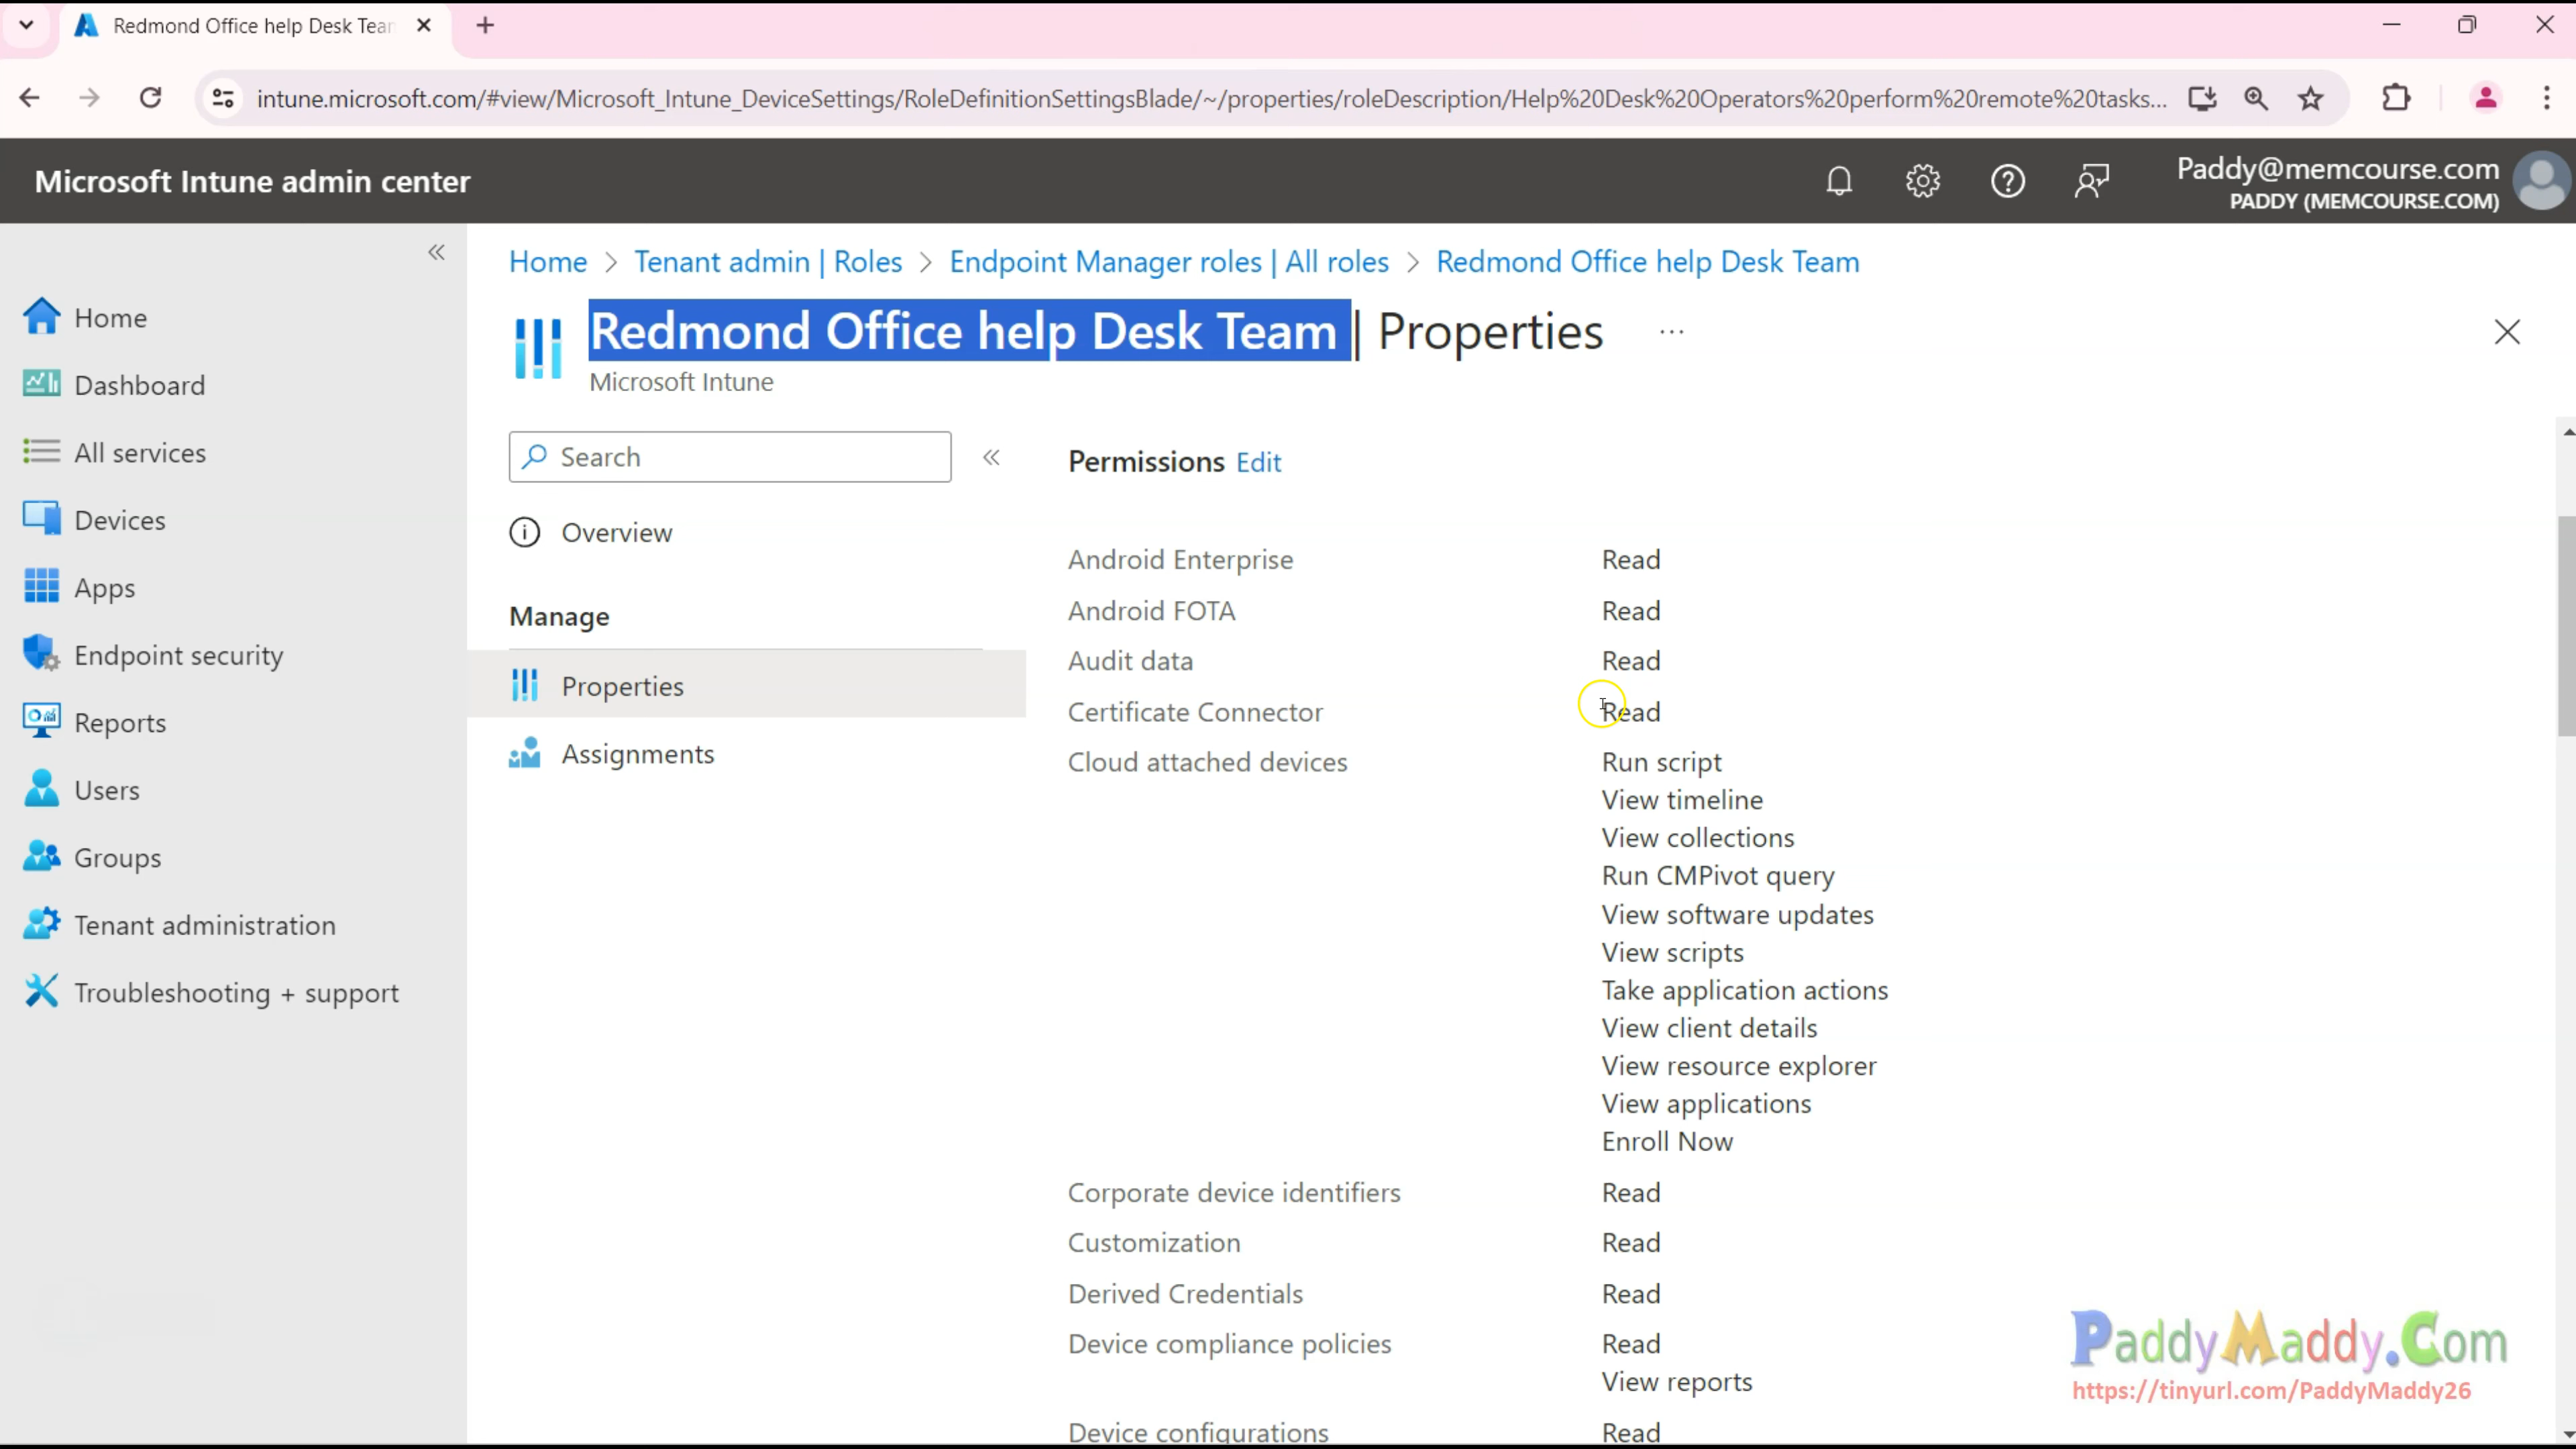 Redmond Office help Desk Tear
intune.microsoft.com/#view/Microsoft_Intune_DeviceSettings/RoleDefinitionSettingsBlade/~/properties/roleDescription/Help%20Desk%20Operators%20perform%20remote%20tasks...
Microsoft Intune admin center
Paddy@memcourse.com
PADDY (MEMCOURSE.COM)
Home > Tenant admin | Roles > Endpoint Manager roles | All roles > Redmond Office help Desk Team
Redmond Office help Desk Team | Properties ...
Microsoft Intune
Home
Dashboard
All services
Devices
Apps
Endpoint security
Reports
Users
Groups
Tenant administration
Troubleshooting + support
Search
Overview
Manage
Properties
Assignments
Permissions Edit
Android Enterprise Read
Android FOTA Read
Audit data Read
Certificate Connector Read
Cloud attached devices Run script
View timeline
View collections
Run CMPivot query
View software updates
View scripts
Take application actions
View client details
View resource explorer
View applications
Enroll Now
Corporate device identifiers Read
Customization Read
Derived Credentials Read
Device compliance policies Read
View reports
Device configurations Read
PaddyMaddy.Com
https://tinyurl.com/PaddyMaddy26